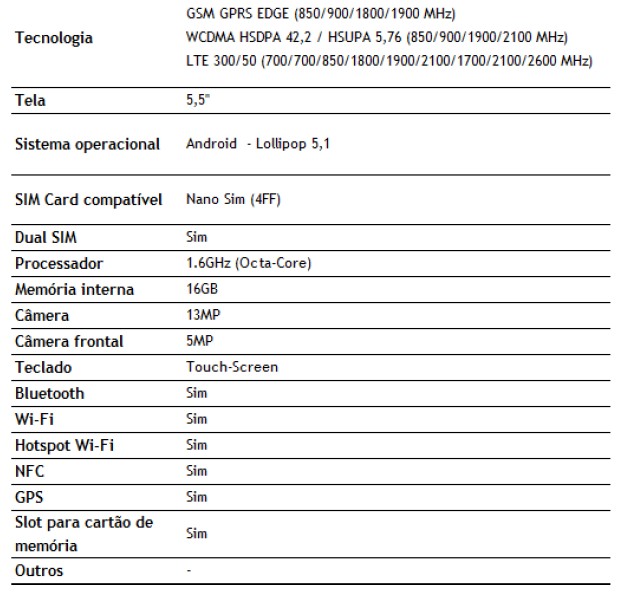 GSM GPRS EDGE (850/900/1800/1900 MHz)
Tecnologia WCDMA HSDPA 42,2 / HSUPA 5,76 (850/900/1900/2100 MHz)
LTE 300/50 (700/700/850/1800/1900/2100/1700/2100/2600 MHz)
Tela 5,5"
Sistema operacional Android - Lollipop 5,1
SIM Card compatível Nano Sim (4FF)
Dual SIM Sim
Processador 1.6GHz (Octa-Core)
Memória interna 16GB
Câmera 13MP
Câmera frontal 5MP
Teclado Touch-Screen
Bluetooth Sim
Wi-Fi Sim
Hotspot Wi-Fi Sim
NFC Sim
GPS Sim
Slot para cartão de
memória Sim
Outros -